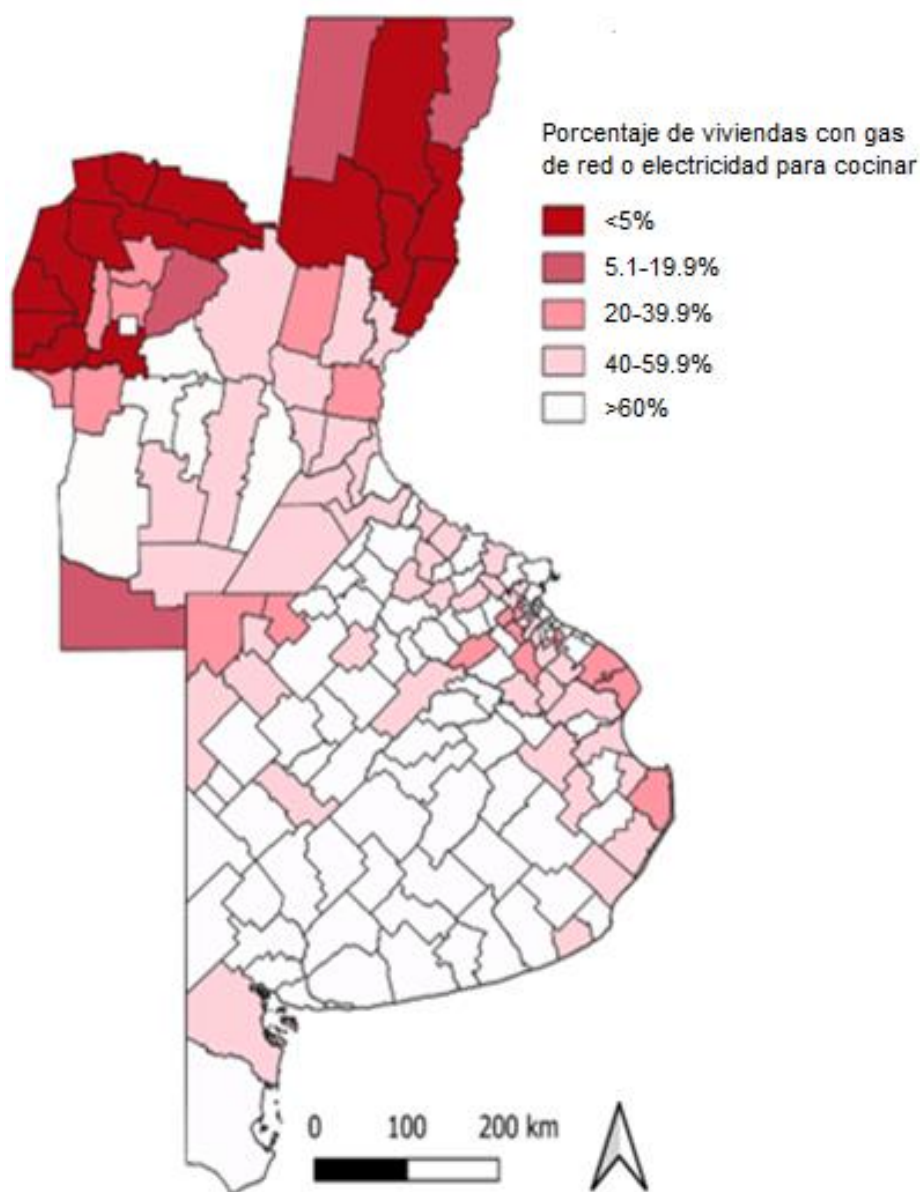 Porcentaje de viviendas con gas
de red o electricidad para cocinar
<5%
5.1-19.9%
20-39.9%
40-59.9%
>60%
0 100 200 km